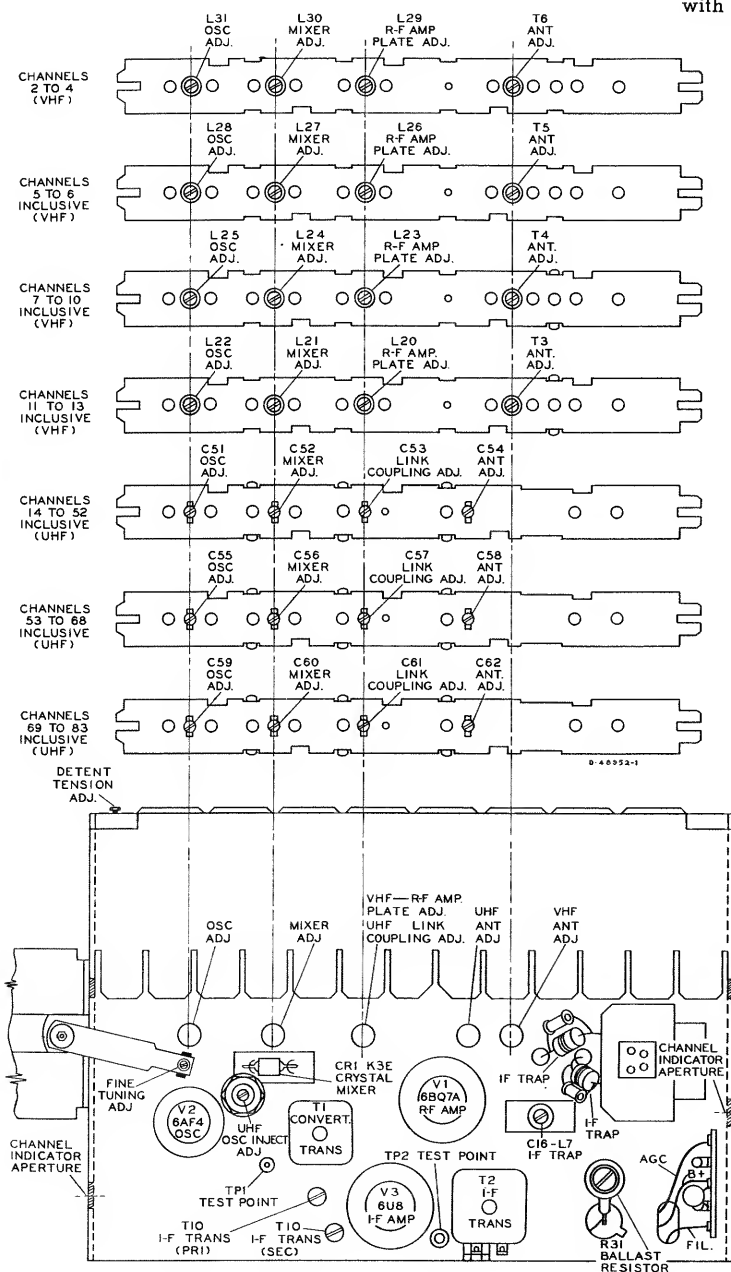 with
L31
OSC
ADJ.
L30
MIXER
ADJ.
L29
R-F AMP
PLATE ADJ.
T6
ANT
ADJ.
CHANNELS
2 TO 4
(VHF)
L28
OSC
ADJ.
L27
MIXER
ADJ.
L26
R-F AMP
PLATE ADJ.
T5
ANT
ADJ.
CHANNELS
5 TO 6
INCLUSIVE
(VHF)
L25
OSC
ADJ.
L24
MIXER
ADJ.
L23
R-F AMP
PLATE ADJ.
T4
ANT.
ADJ.
CHANNELS
7 TO 10
INCLUSIVE
(VHF)
L22
OSC
ADJ.
L21
MIXER
ADJ.
L20
R-F AMP.
PLATE ADJ.
T3
ANT.
ADJ.
CHANNELS
11 TO 13
INCLUSIVE
(VHF)
C51
OSC
ADJ.
C52
MIXER
ADJ.
C53
LINK
COUPLING ADJ.
C54
ANT
ADJ.
CHANNELS
14 TO 52
INCLUSIVE
(UHF)
C55
OSC
ADJ.
C56
MIXER
ADJ.
C57
LINK
COUPLING ADJ.
C58
ANT
ADJ.
CHANNELS
53 TO 68
INCLUSIVE
(UHF)
C59
OSC
ADJ.
C60
MIXER
ADJ.
C61
LINK
COUPLING ADJ.
C62
ANT.
ADJ.
CHANNELS
69 TO 83
INCLUSIVE
(UHF)
D-48952-1
DETENT
TENSION
ADJ.
OSC
ADJ
MIXER
ADJ
VHF—R-F AMP.
PLATE ADJ.
UHF LINK
COUPLING ADJ.
UHF
ANT
ADJ
VHF
ANT
ADJ
FINE
TUNING
ADJ
CR1 K3E
CRYSTAL
MIXER
IF TRAP
CHANNEL
INDICATOR
APERTURE
V2
6AF4
OSC
UHF
OSC INJECT
ADJ
T1
CONVERT.
TRANS
V1
6BQ7A
R-F AMP
I-F
TRAP
C16-L7
I-F TRAP
CHANNEL
INDICATOR
APERTURE
TP1
TEST POINT
TP2 TEST POINT
V3
6U8
I-F AMP
T2
I-F
TRANS
AGC
B+
T10
I-F TRANS
(PRI)
T10
I-F TRANS
(SEC)
R31
BALLAST
RESISTOR
FIL.